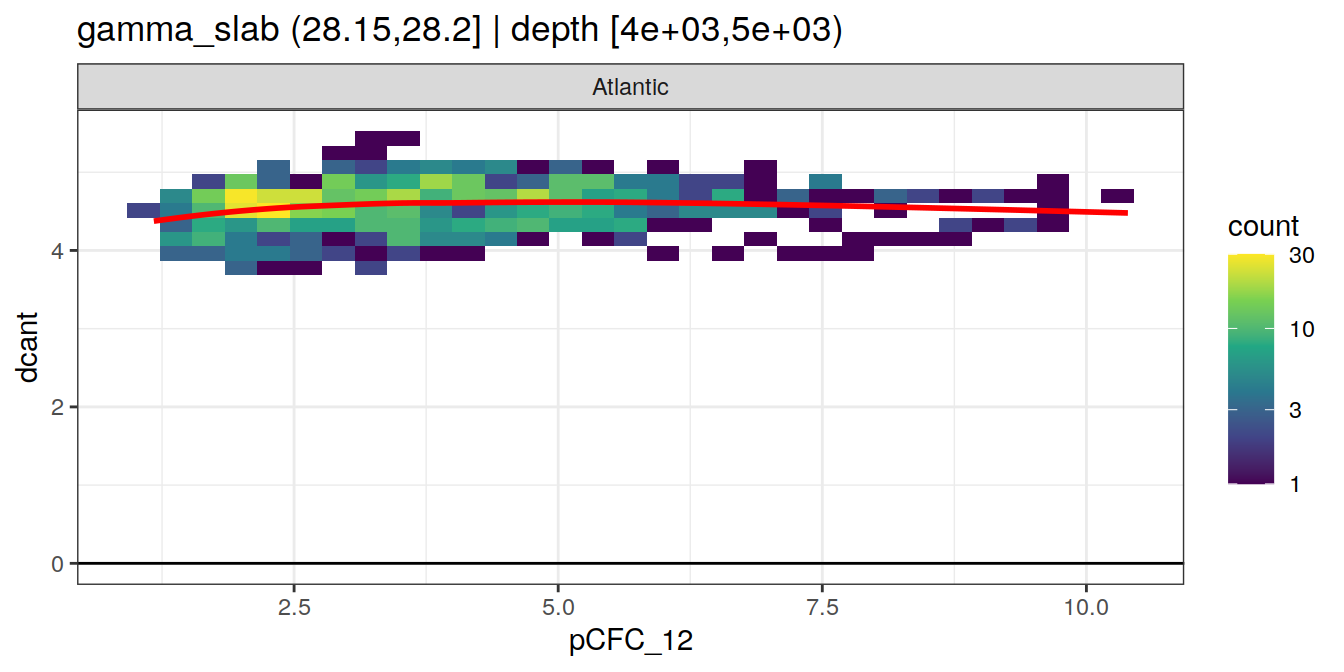 gamma_slab (28.15,28.2] | depth [4e+03,5e+03)
Atlantic
dcant
4
2
0
2.5 5.0 7.5 10.0
pCFC_12
count
30
10
3
1